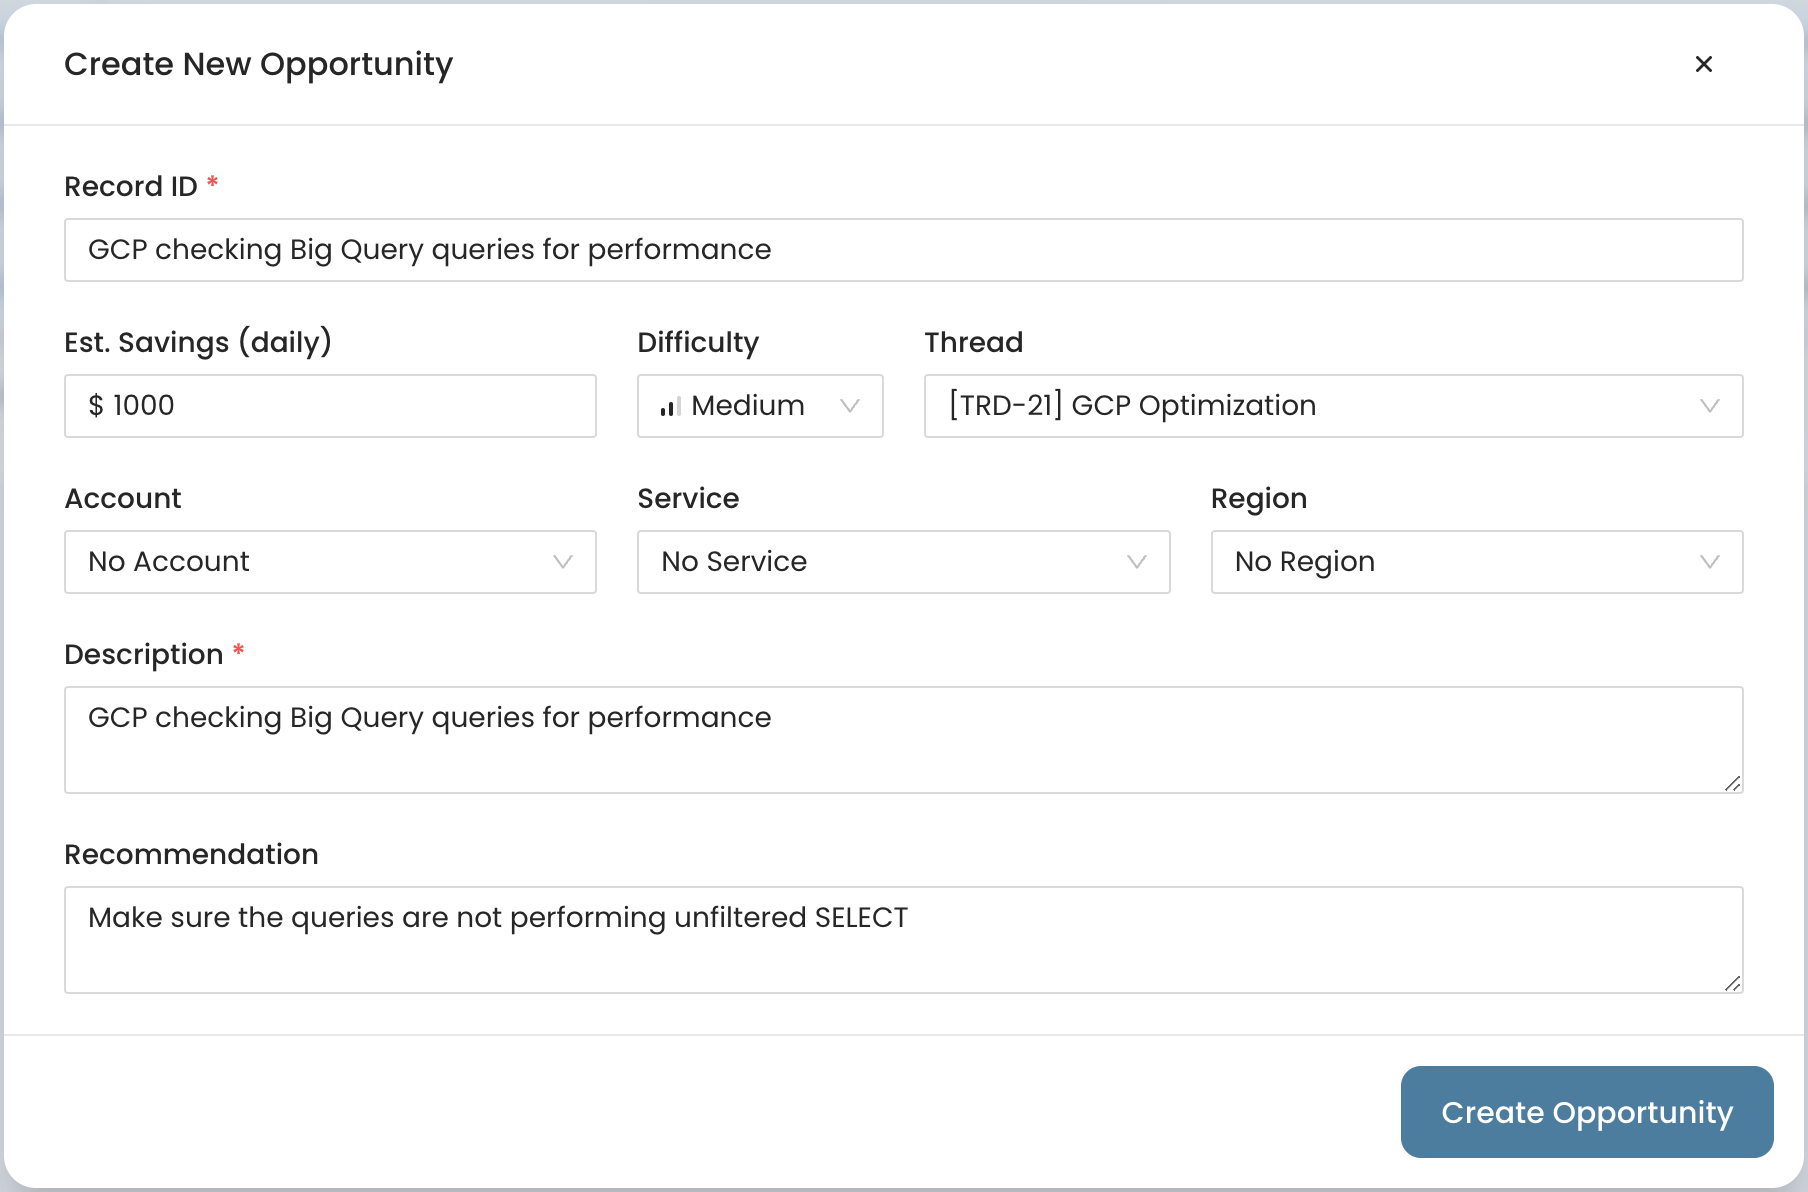 Create New Opportunity
Record ID *
GCP checking Big Query queries for performance
Est. Savings (daily) Difficulty Thread
$ 1000 Medium [TRD-21] GCP Optimization
Account Service Region
No Account No Service No Region
Description *
GCP checking Big Query queries for performance
Recommendation
Make sure the queries are not performing unfiltered SELECT
Create Opportunity